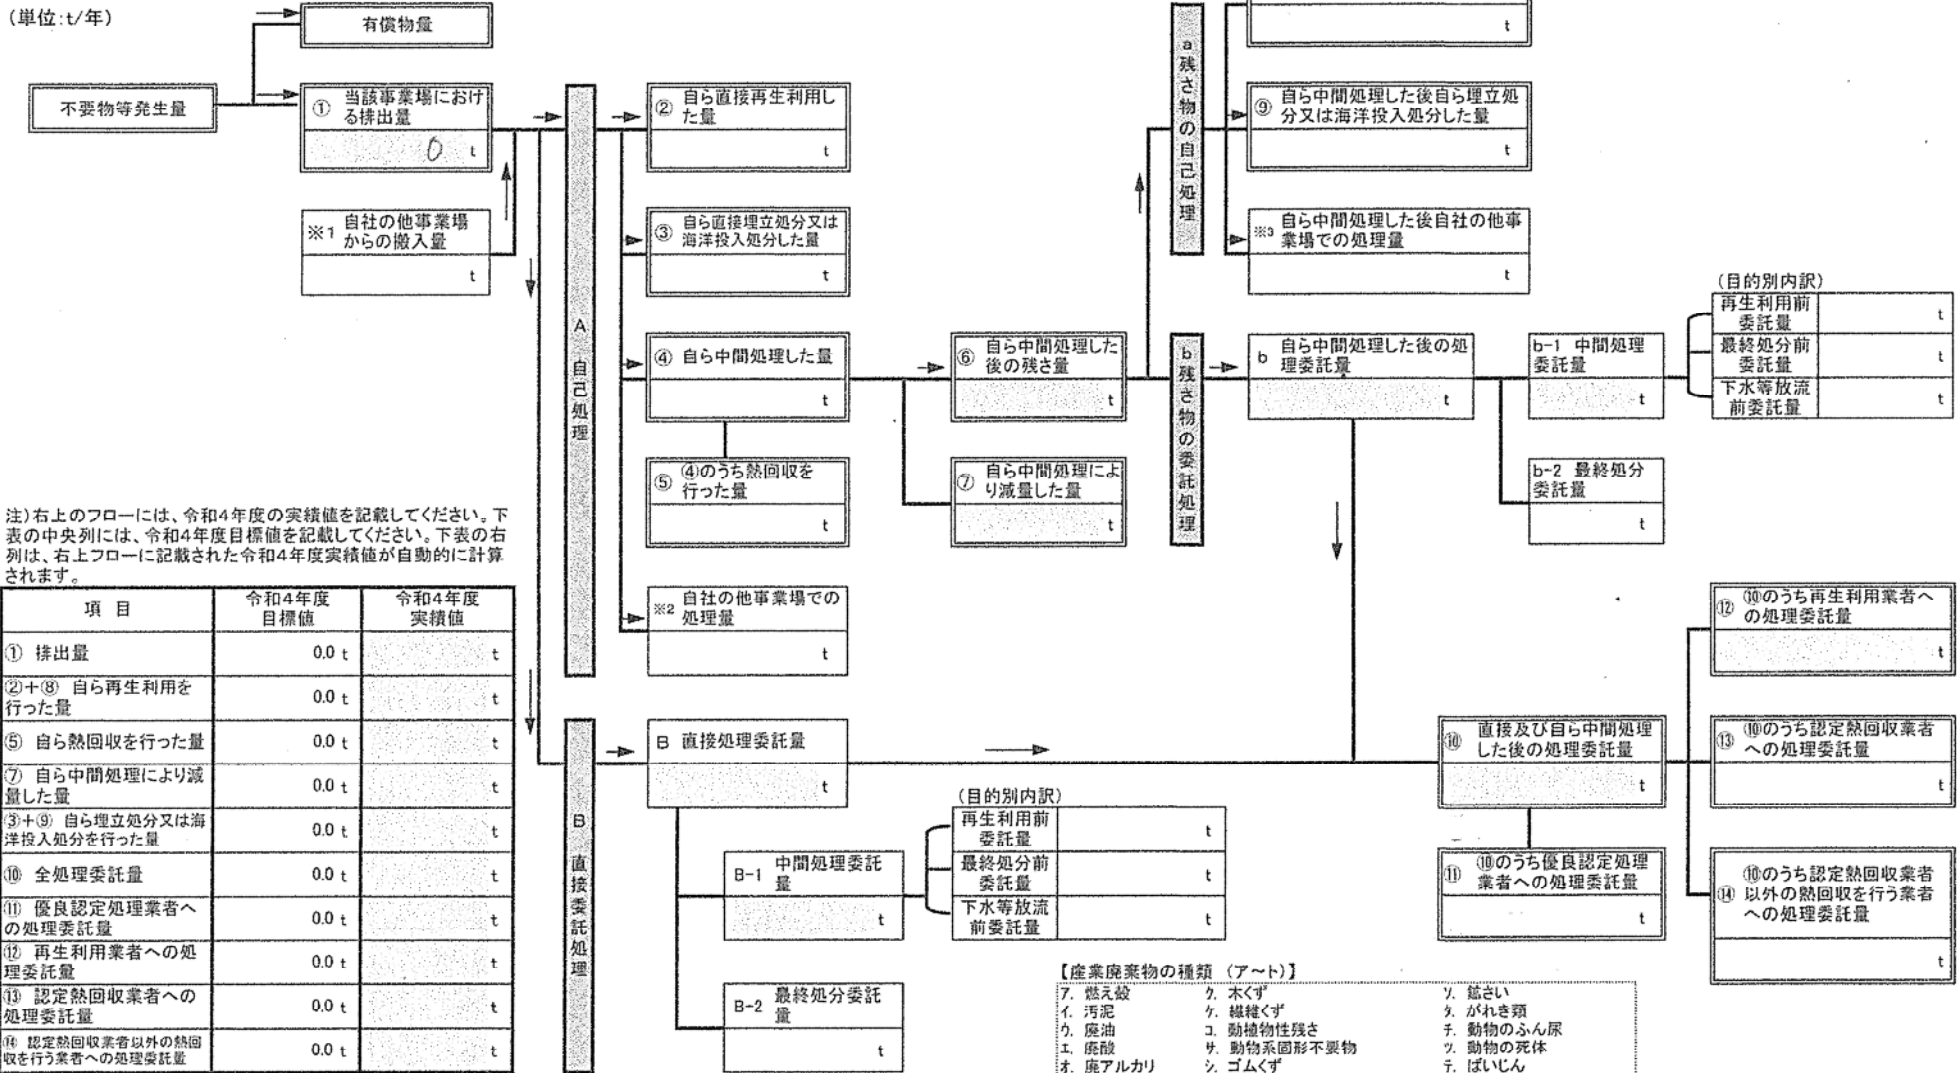 (単位:t/年)
有償物量
不要物等発生量
① 当該事業場におけ
る排出量
0 t
※1 自社の他事業場
からの搬入量
t
A 自己処理
② 自ら直接再生利用し
た量
t
③ 自ら直接埋立処分又は
海洋投入処分した量
t
④ 自ら中間処理した量
t
⑤ ④のうち熱回収を
行った量
t
※2 自社の他事業場での
処理量
t
⑥ 自ら中間処理した
後の残さ量
t
⑦ 自ら中間処理によ
り減量した量
t
a 残さ物の自己処理
t
⑨ 自ら中間処理した後自ら埋立処
分又は海洋投入処分した量
t
※3 自ら中間処理した後自社の他事
業場での処理量
t
b 残さ物の委託処理
b 自ら中間処理した後の処
理委託量
t
b-1 中間処理
委託量
t
(目的別内訳)
再生利用前
委託量
t
最終処分前
委託量
t
下水等放流
前委託量
t
b-2 最終処分
委託量
t
注)右上のフローには、令和4年度の実績値を記載してください。下
表の中央列には、令和4年度目標値を記載してください。下表の右
列は、右上フローに記載された令和4年度実績値が自動的に計算
されます。
項 目 令和4年度 目標値 令和4年度 実績値
① 排出量 0.0 t t
②+⑧ 自ら再生利用を
行った量 0.0 t t
⑤ 自ら熱回収を行った量 0.0 t t
⑦ 自ら中間処理により減
量した量 0.0 t t
③+⑨ 自ら埋立処分又は海
洋投入処分を行った量 0.0 t t
⑩ 全処理委託量 0.0 t t
⑪ 優良認定処理業者へ
の処理委託量 0.0 t t
⑫ 再生利用業者への処
理委託量 0.0 t t
⑬ 認定熱回収業者への
処理委託量 0.0 t t
⑭ 認定熱回収業者以外の熱回
収を行う業者への処理委託量 0.0 t t
B 直接委託処理
B 直接処理委託量
t
B-1 中間処理委託
量
t
(目的別内訳)
再生利用前
委託量
t
最終処分前
委託量
t
下水等放流
前委託量
t
B-2 最終処分委託
量
t
⑩ 直接及び自ら中間処理
した後の処理委託量
t
⑪ ⑩のうち優良認定処理
業者への処理委託量
t
⑫ ⑩のうち再生利用業者へ
の処理委託量
t
⑬ ⑩のうち認定熱回収業者
への処理委託量
t
⑭ ⑩のうち認定熱回収業者
以外の熱回収を行う業者
への処理委託量
t
【産業廃棄物の種類 (ア~ト)】
ア. 燃え殻 ク. 木くず ソ. 鉱さい
イ. 汚泥 ケ. 繊維くず タ. がれき類
ウ. 廃油 コ. 動植物性残さ チ. 動物のふん尿
エ. 廃酸 サ. 動物系固形不要物 ツ. 動物の死体
オ. 廃アルカリ シ. ゴムくず テ. ばいじん